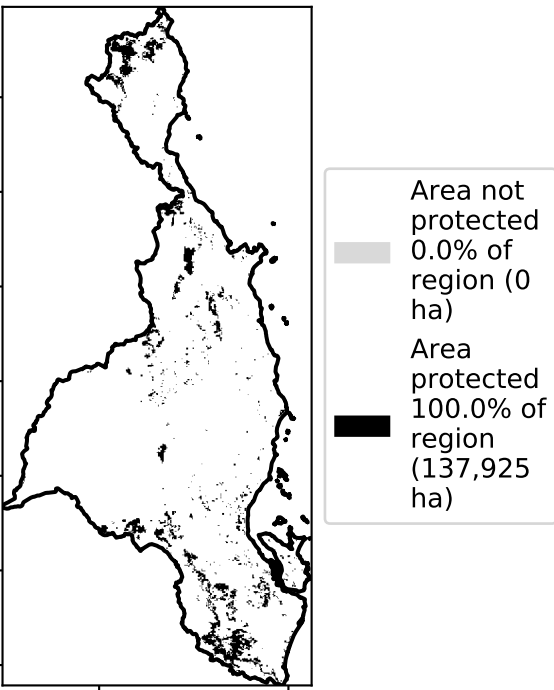 Area not
protected
0.0% of
region (0
ha)
Area
protected
100.0% of
region
(137,925
ha)